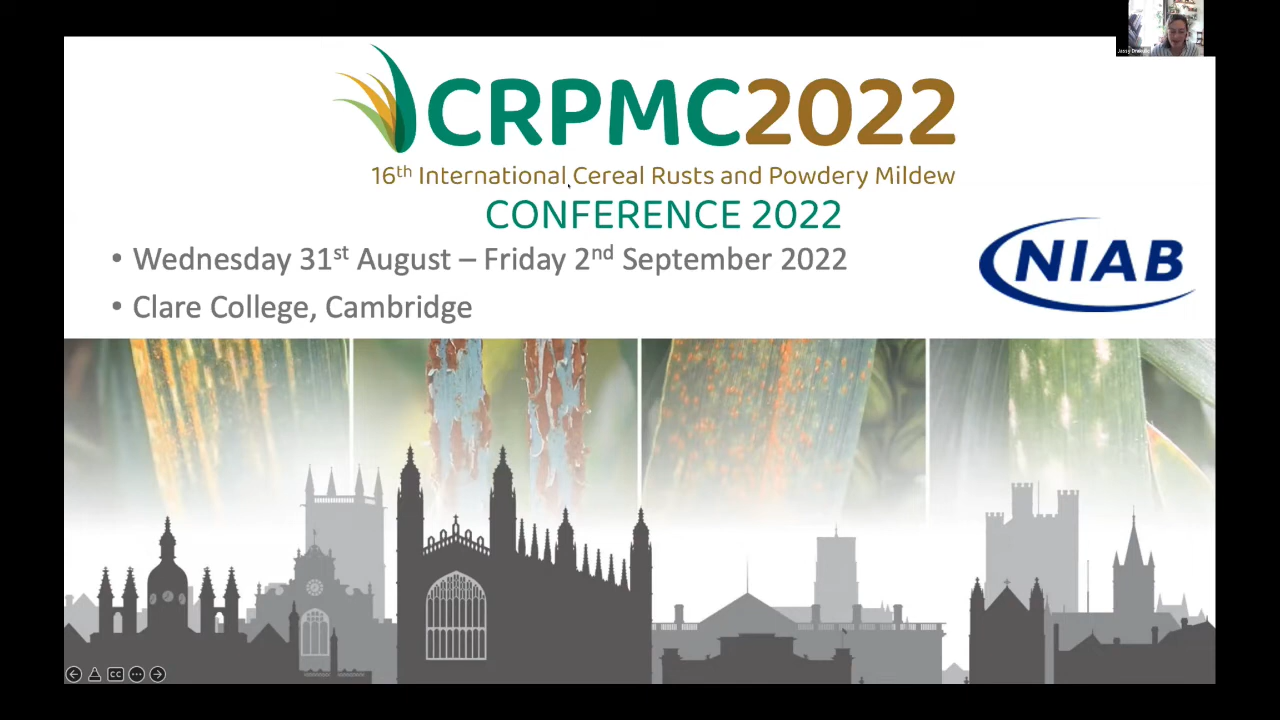 CRPMC2022
16th International Cereal Rusts and Powdery Mildew
CONFERENCE 2022
• Wednesday 31st August – Friday 2nd September 2022
• Clare College, Cambridge
NIAB
CC